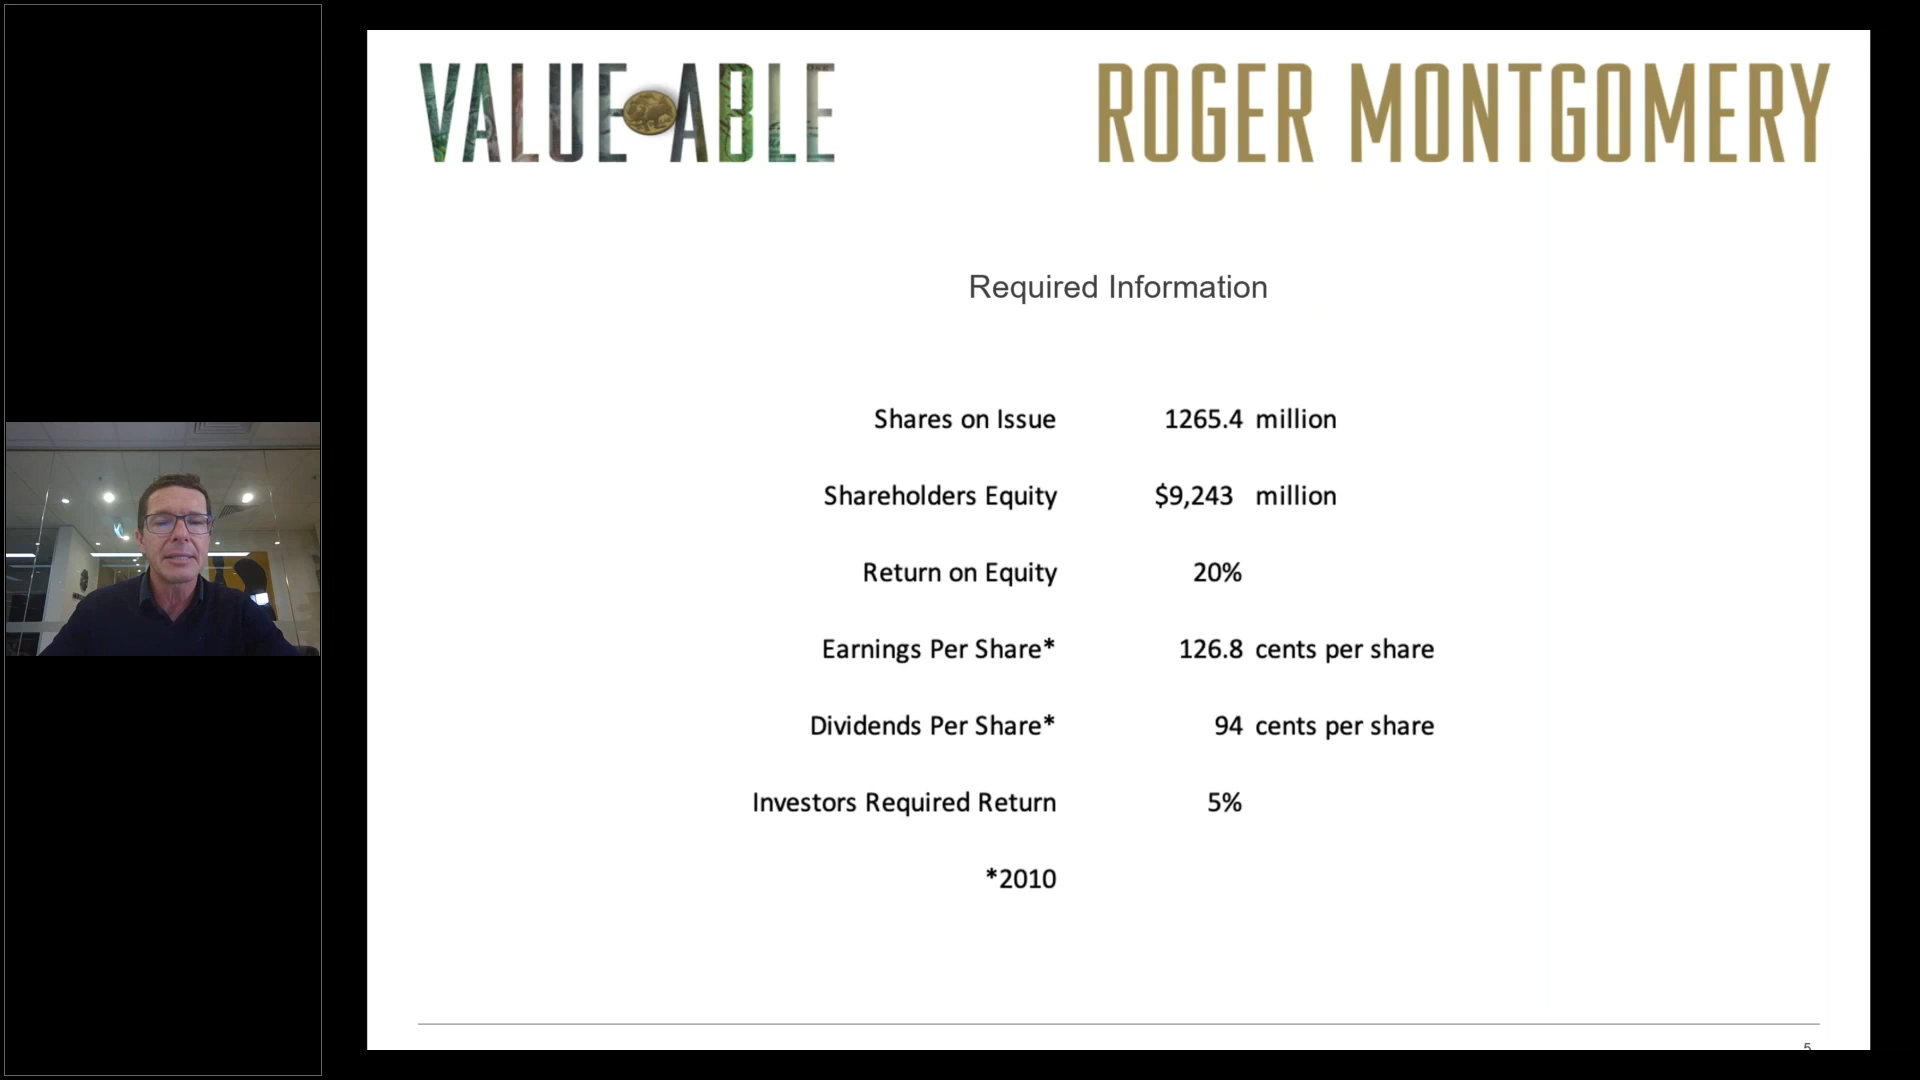 VALUE ABLE
ROGER MONTGOMERY
Required Information
Shares on Issue 1265.4 million
Shareholders Equity $9,243 million
Return on Equity 20%
Earnings Per Share* 126.8 cents per share
Dividends Per Share* 94 cents per share
Investors Required Return 5%
*2010
5